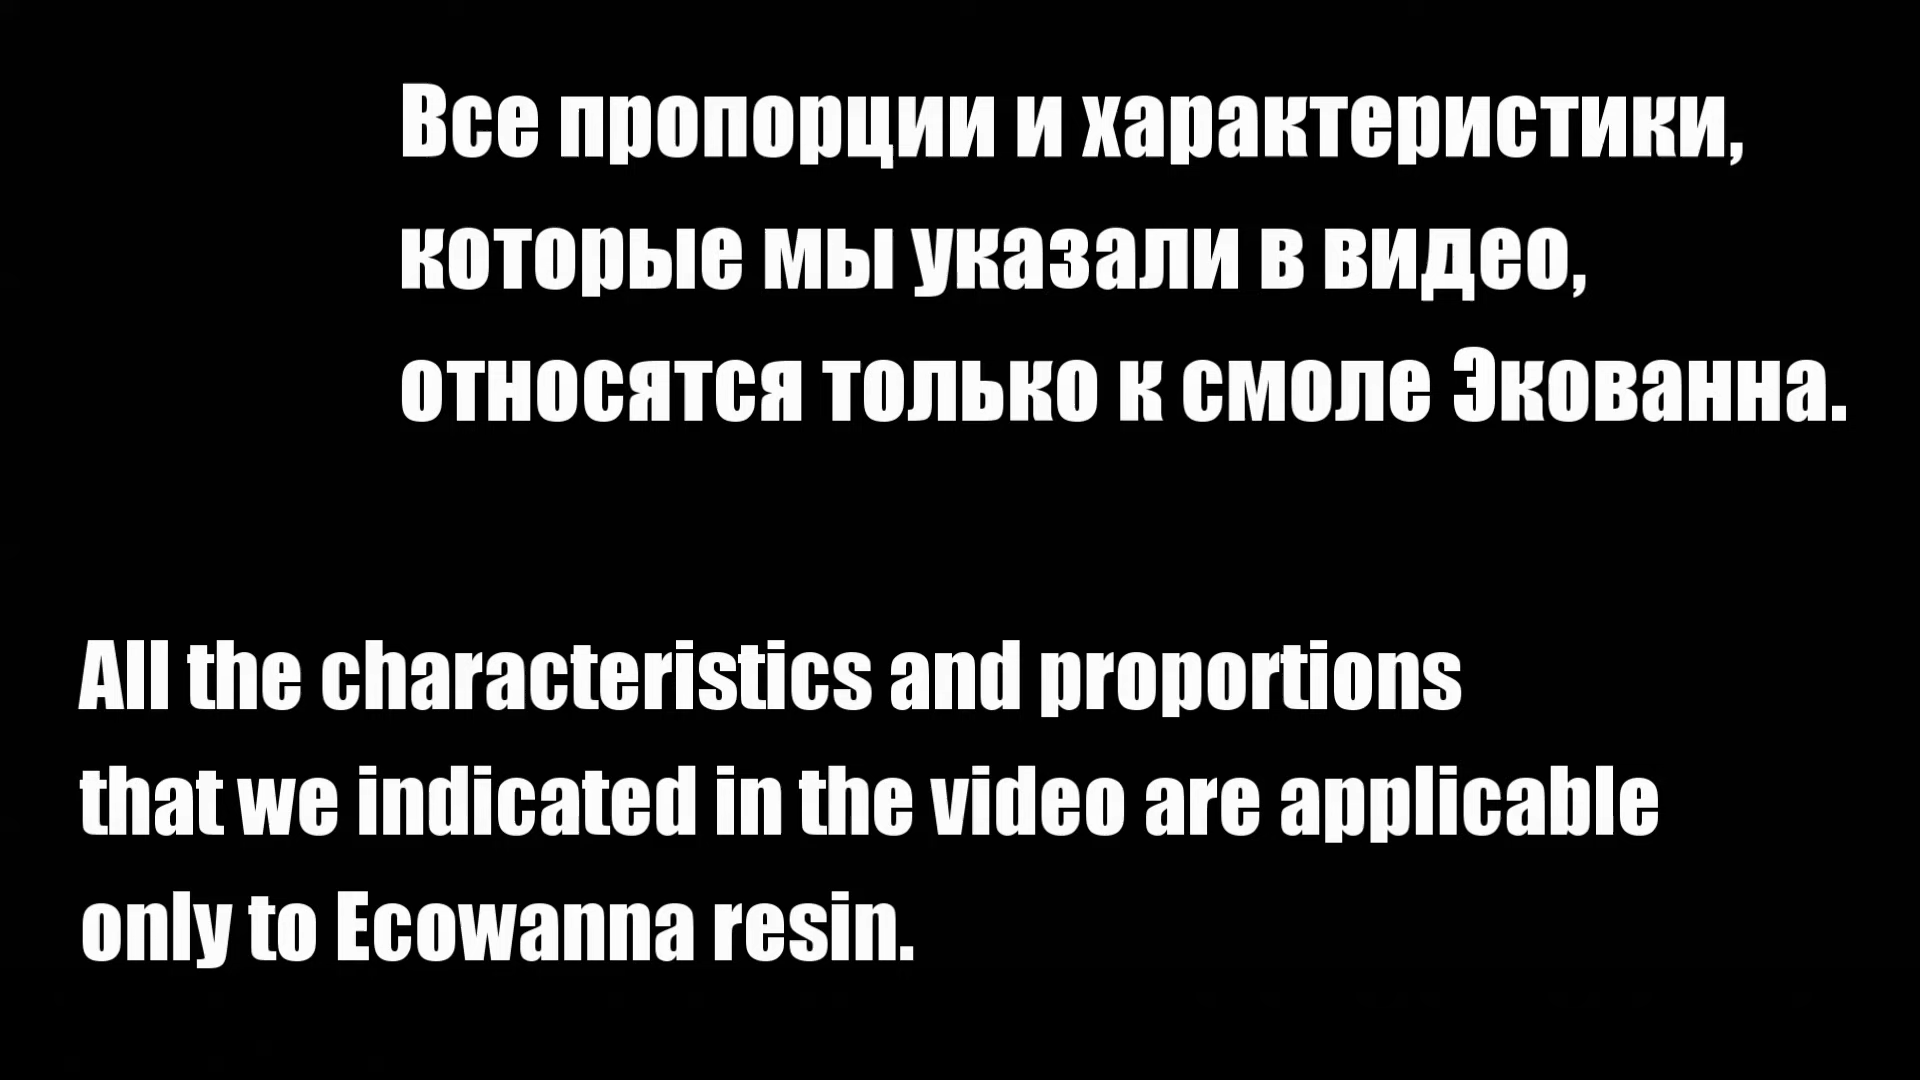 Все пропорции и характеристики,
которые мы указали в видео,
относятся только к смоле Экованна.
All the characteristics and proportions
that we indicated in the video are applicable
only to Ecowanna resin.